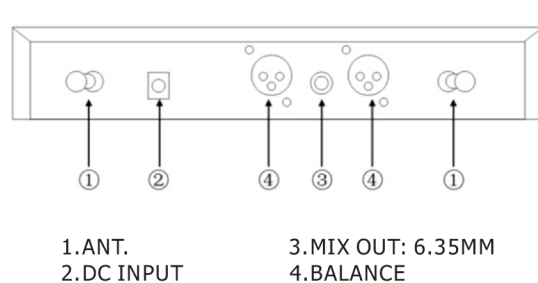 ① ② ④ ③ ④ ①
1.ANT.
2.DC INPUT
3.MIX OUT: 6.35MM
4.BALANCE